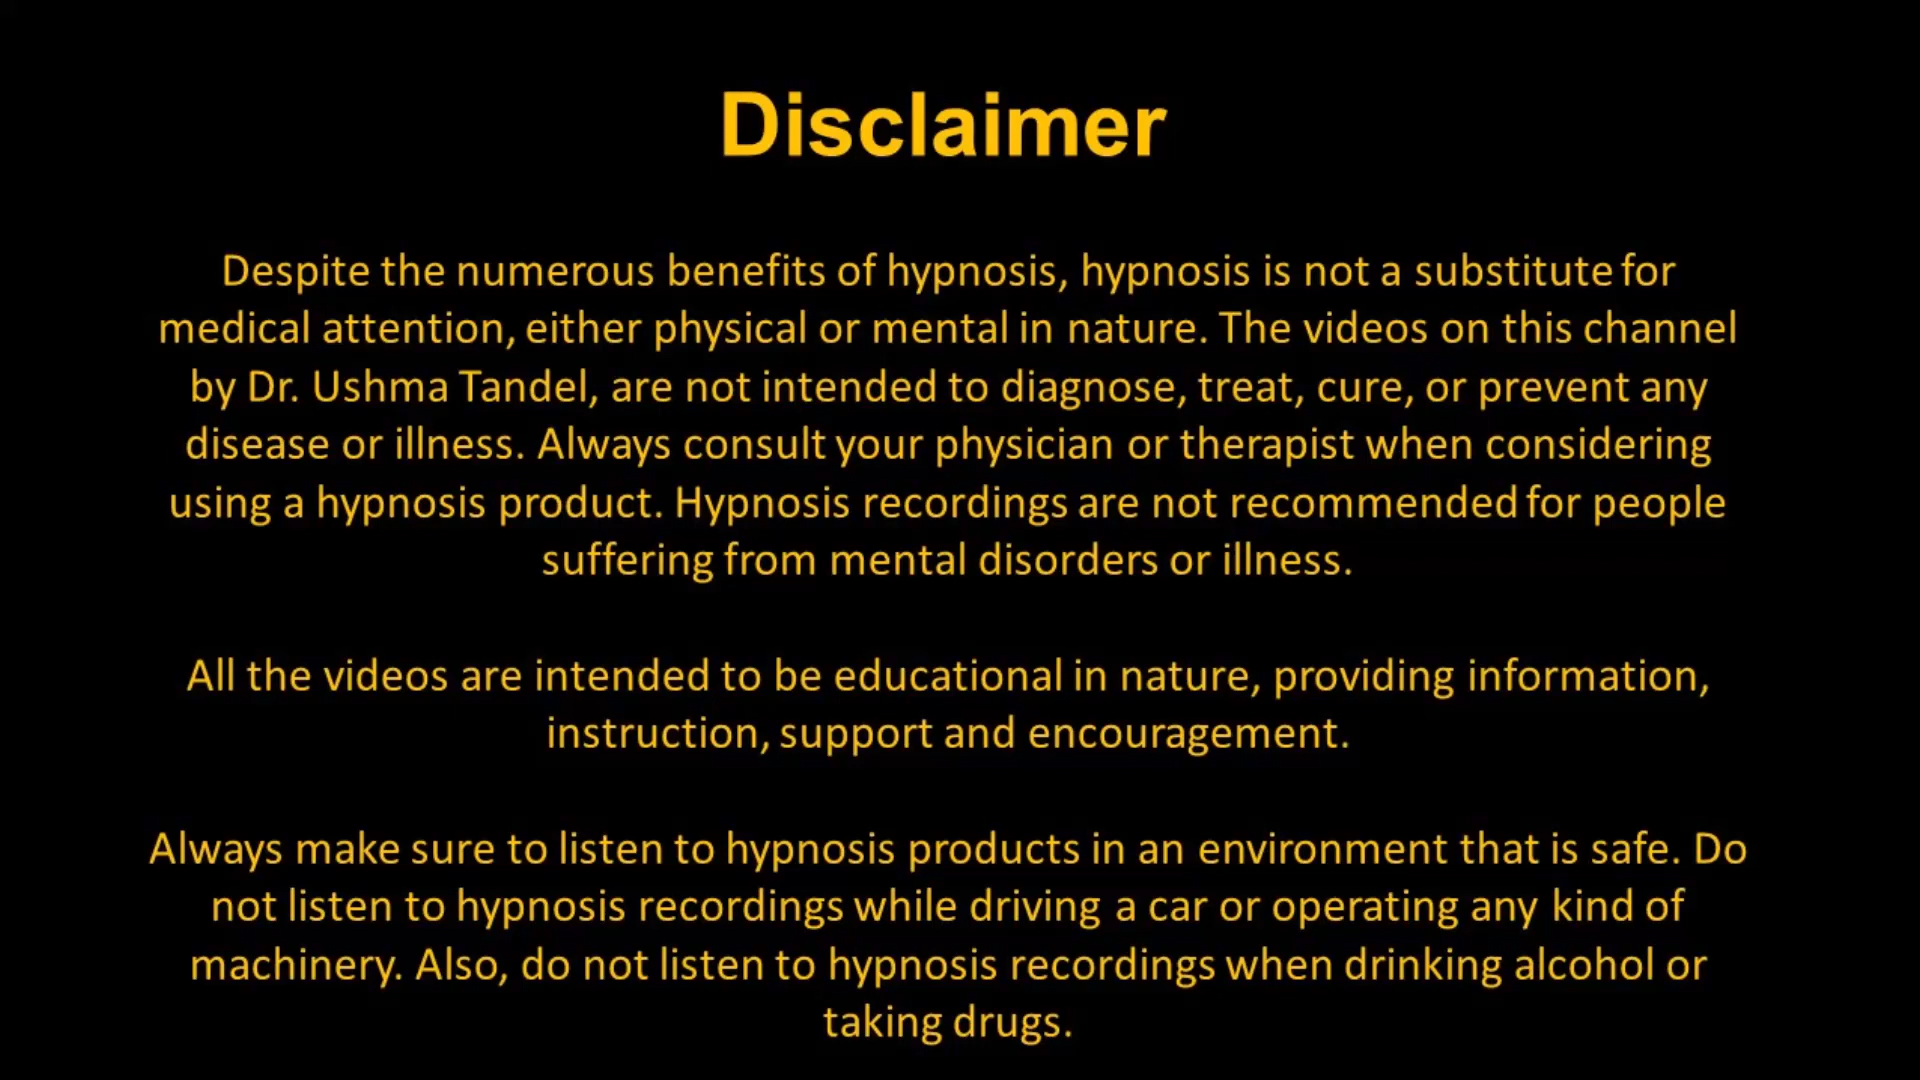 Disclaimer
Despite the numerous benefits of hypnosis, hypnosis is not a substitute for
medical attention, either physical or mental in nature. The videos on this channel
by Dr. Ushma Tandel, are not intended to diagnose, treat, cure, or prevent any
disease or illness. Always consult your physician or therapist when considering
using a hypnosis product. Hypnosis recordings are not recommended for people
suffering from mental disorders or illness.
All the videos are intended to be educational in nature, providing information,
instruction, support and encouragement.
Always make sure to listen to hypnosis products in an environment that is safe. Do
not listen to hypnosis recordings while driving a car or operating any kind of
machinery. Also, do not listen to hypnosis recordings when drinking alcohol or
taking drugs.